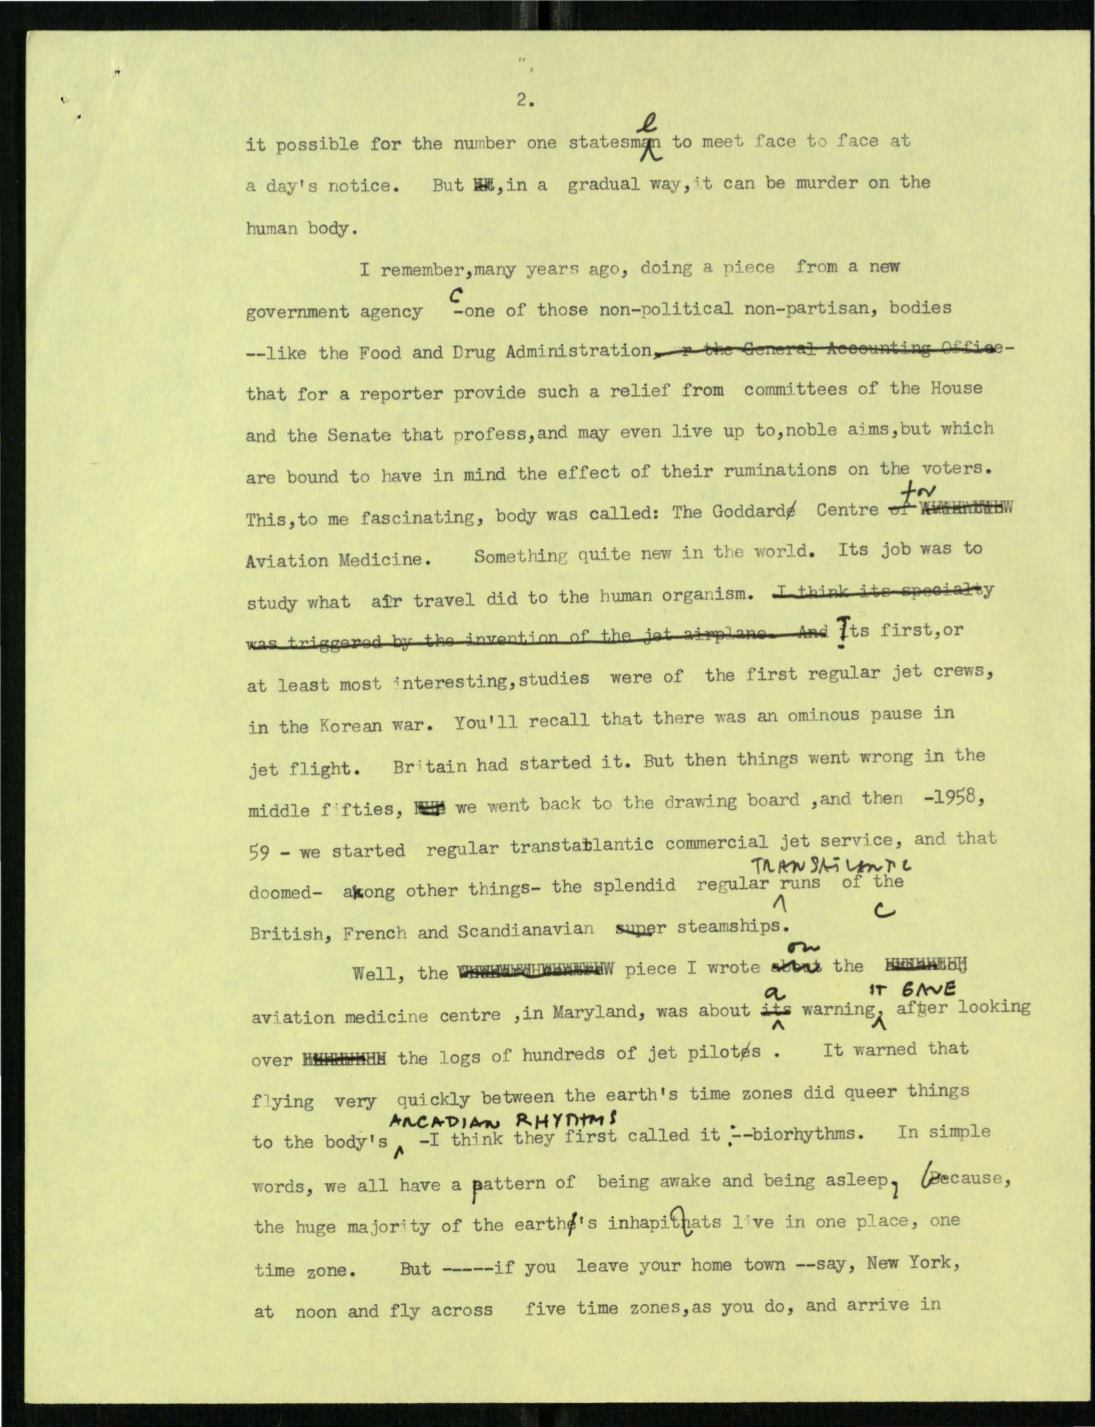 2.
e
it possible for the number one statesman to meet face to face at
a day's notice. But ,in a gradual way,it can be murder on the
human body.
I remember,many years ago, doing a piece from a new
government agency -one of those non-political non-partisan, bodies
--like the Food and Drug Administration, r the General Accounting Office-
that for a reporter provide such a relief from committees of the House
and the Senate that profess,and may even live up to,noble aims,but which
are bound to have in mind the effect of their ruminations on the voters.
for
This,to me fascinating, body was called: The Goddard Centre of
Aviation Medicine. Something quite new in the world. Its job was to
study what air travel did to the human organism. I think its specialty
was triggered by the invention of the jet airplane. And Its first,or
at least most interesting,studies were of the first regular jet crews,
in the Korean war. You'll recall that there was an ominous pause in
jet flight. Britain had started it. But then things went wrong in the
middle fifties, we went back to the drawing board ,and then -1958,
59 - we started regular transtatlantic commercial jet service, and that
TRANSATLANTIC
doomed- among other things- the splendid regular runs of the
British, French and Scandianavian super steamships.
on
Well, the piece I wrote about the
a IT GAVE
aviation medicine centre ,in Maryland, was about its warning, after looking
over the logs of hundreds of jet pilots . It warned that
flying very quickly between the earth's time zones did queer things
ARCADIAN RHYTHMS
to the body's -I think they first called it :--biorhythms. In simple
words, we all have a pattern of being awake and being asleep, (Because,
the huge majority of the earth's inhapithats live in one place, one
time zone. But -----if you leave your home town --say, New York,
at noon and fly across five time zones,as you do, and arrive in